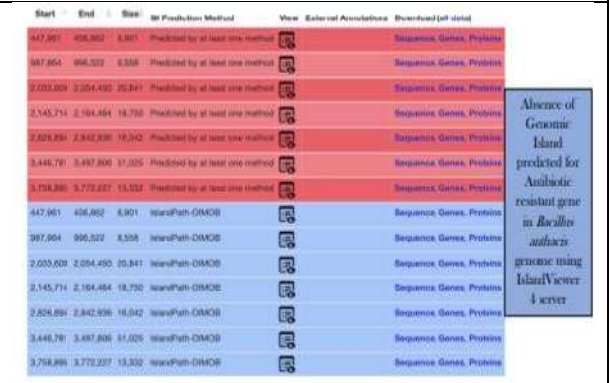 Start End Size GI Prediction Method View External Annotations Download (all data)
447,961 456,862 8,901 Predicted by at least one method Sequence, Genes, Proteins
987,964 996,522 8,558 Predicted by at least one method Sequence, Genes, Proteins
2,033,609 2,054,450 20,841 Predicted by at least one method Sequence, Genes, Proteins
2,145,714 2,164,464 18,750 Predicted by at least one method Sequence, Genes, Proteins
2,826,894 2,842,936 16,042 Predicted by at least one method Sequence, Genes, Proteins
3,446,781 3,497,806 51,025 Predicted by at least one method Sequence, Genes, Proteins
3,758,895 3,772,227 13,332 Predicted by at least one method Sequence, Genes, Proteins
447,961 456,862 8,901 IslandPath-DIMOB Sequence, Genes, Proteins
987,964 996,522 8,558 IslandPath-DIMOB Sequence, Genes, Proteins
2,033,609 2,054,450 20,841 IslandPath-DIMOB Sequence, Genes, Proteins
2,145,714 2,164,464 18,750 IslandPath-DIMOB Sequence, Genes, Proteins
2,826,894 2,842,936 16,042 IslandPath-DIMOB Sequence, Genes, Proteins
3,446,781 3,497,806 51,025 IslandPath-DIMOB Sequence, Genes, Proteins
3,758,895 3,772,227 13,332 IslandPath-DIMOB Sequence, Genes, Proteins
Absence of
Genomic
Island
predicted for
Antibiotic
resistant gene
in Bacillus
anthacis
genome using
IslandViewer
4 server